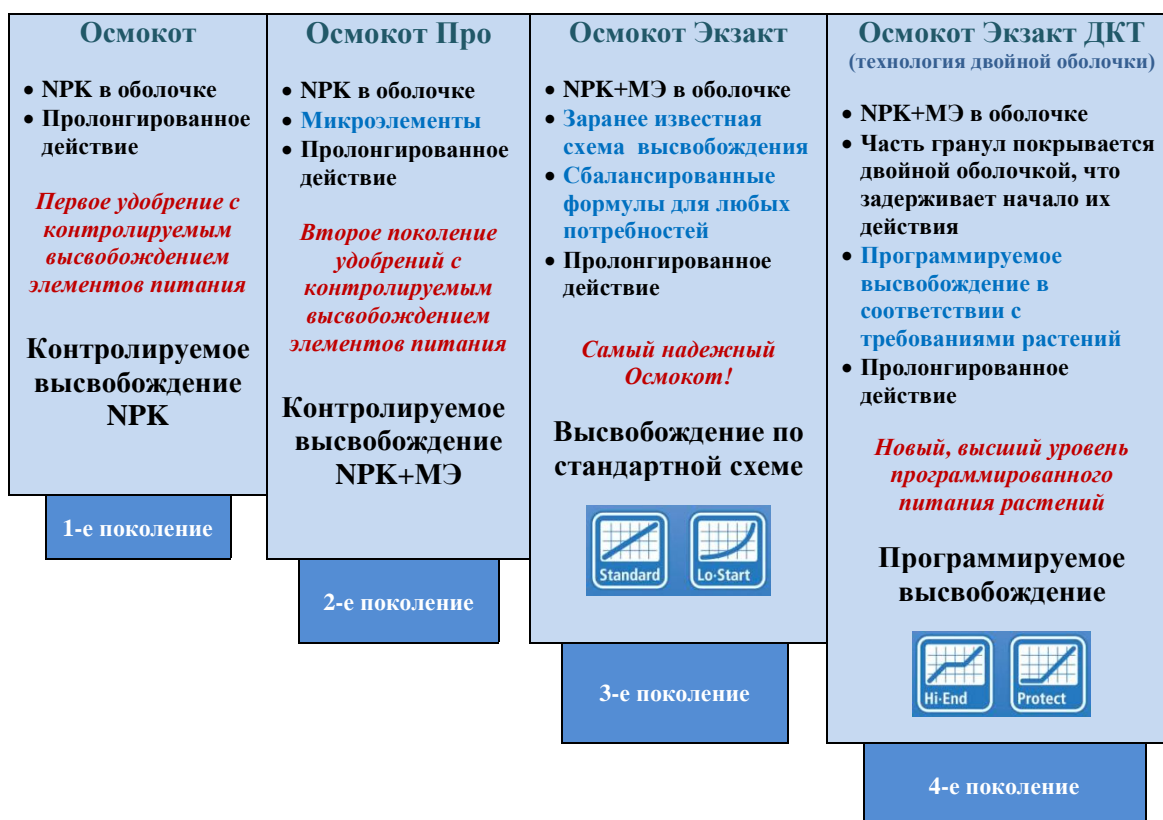 Осмокот
• NPK в оболочке
• Пролонгированное
действие
Первое удобрение с
контролируемым
высвобождением
элементов питания
Контролируемое
высвобождение
NPK
1-е поколение
Осмокот Про
• NPK в оболочке
• Микроэлементы
• Пролонгированное
действие
Второе поколение
удобрений с
контролируемым
высвобождением
элементов питания
Контролируемое
высвобождение
NPK+МЭ
2-е поколение
Осмокот Экзакт
• NPK+МЭ в оболочке
• Заранее известная
схема высвобождения
• Сбалансированные
формулы для любых
потребностей
• Пролонгированное
действие
Самый надежный
Осмокот!
Высвобождение по
стандартной схеме
Standard
Lo·Start
3-е поколение
Осмокот Экзакт ДКТ
(технология двойной оболочки)
• NPK+МЭ в оболочке
• Часть гранул покрывается
двойной оболочкой, что
задерживает начало их
действия
• Программируемое
высвобождение в
соответствии с
требованиями растений
• Пролонгированное
действие
Новый, высший уровень
программированного
питания растений
Программируемое
высвобождение
Hi·End
Protect
4-е поколение